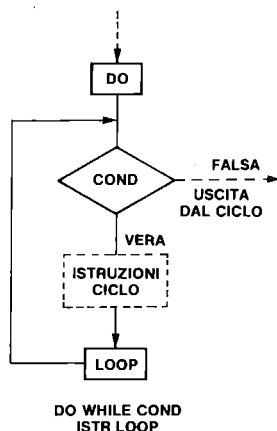 DO
COND
FALSA
USCITA
DAL CICLO
VERA
ISTRUZIONI
CICLO
LOOP
DO WHILE COND
ISTR LOOP